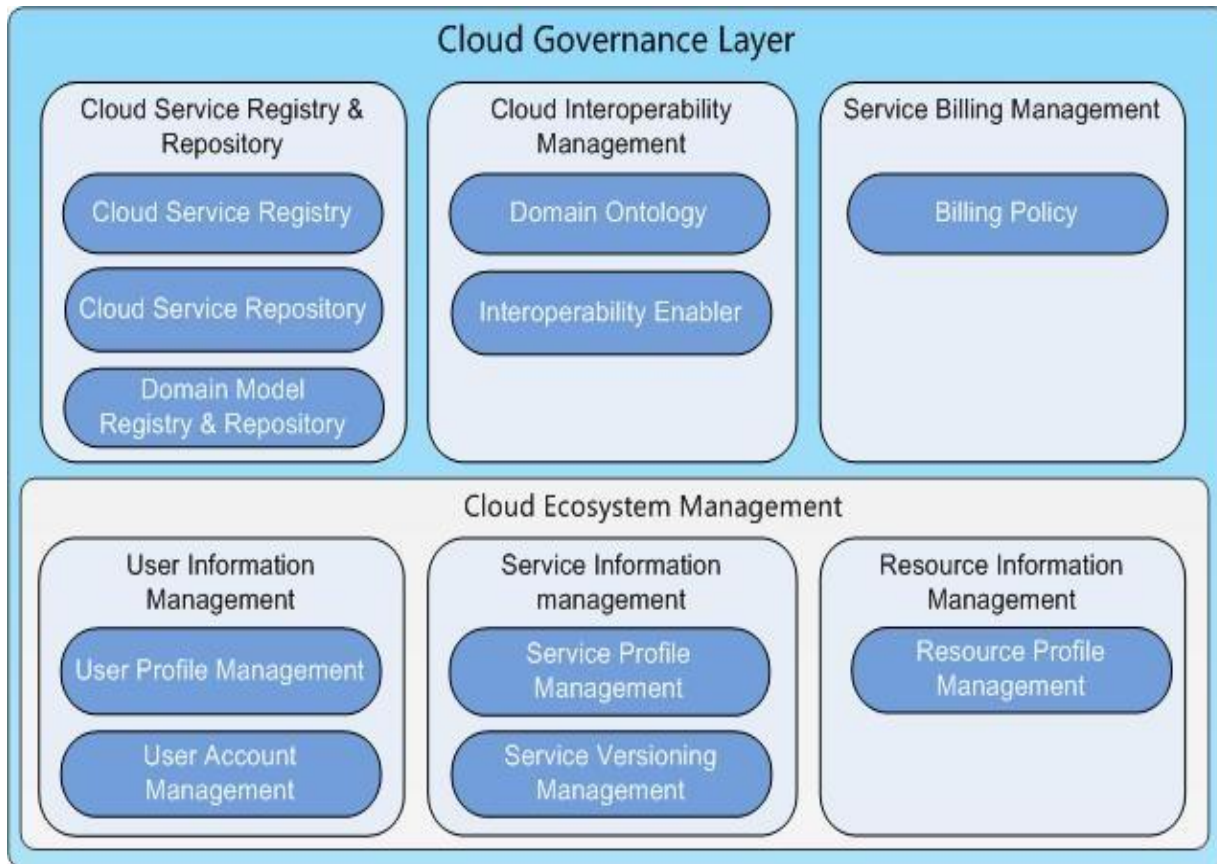 Cloud Governance Layer
Cloud Service Registry &
Repository
Cloud Service Registry
Cloud Service Repository
Domain Model
Registry & Repository
Cloud Interoperability
Management
Domain Ontology
Interoperability Enabler
Service Billing Management
Billing Policy
Cloud Ecosystem Management
User Information
Management
User Profile Management
User Account
Management
Service Information
management
Service Profile
Management
Service Versioning
Management
Resource Information
Management
Resource Profile
Management